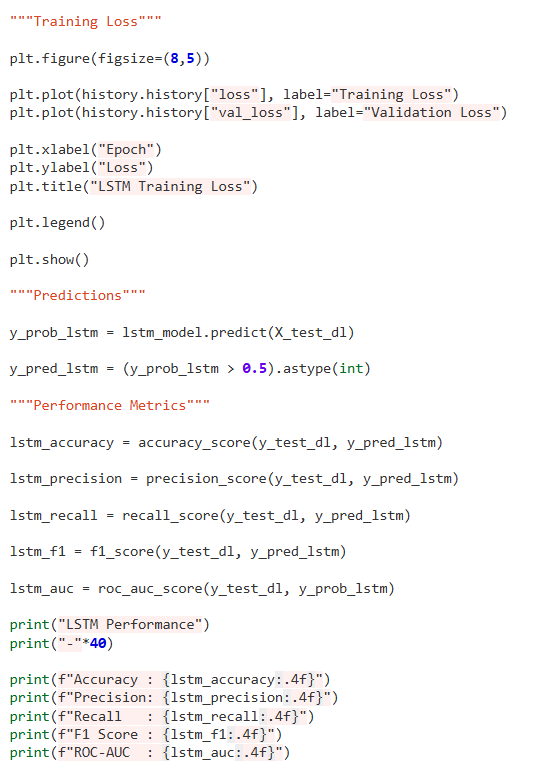 """Training Loss"""
plt.figure(figsize=(8,5))
plt.plot(history.history["loss"], label="Training Loss")
plt.plot(history.history["val_loss"], label="Validation Loss")
plt.xlabel("Epoch")
plt.ylabel("Loss")
plt.title("LSTM Training Loss")
plt.legend()
plt.show()
"""Predictions"""
y_prob_lstm = lstm_model.predict(X_test_dl)
y_pred_lstm = (y_prob_lstm > 0.5).astype(int)
"""Performance Metrics"""
lstm_accuracy = accuracy_score(y_test_dl, y_pred_lstm)
lstm_precision = precision_score(y_test_dl, y_pred_lstm)
lstm_recall = recall_score(y_test_dl, y_pred_lstm)
lstm_f1 = f1_score(y_test_dl, y_pred_lstm)
lstm_auc = roc_auc_score(y_test_dl, y_prob_lstm)
print("LSTM Performance")
print("-"*40)
print(f"Accuracy : {lstm_accuracy:.4f}")
print(f"Precision: {lstm_precision:.4f}")
print(f"Recall   : {lstm_recall:.4f}")
print(f"F1 Score : {lstm_f1:.4f}")
print(f"ROC-AUC  : {lstm_auc:.4f}")